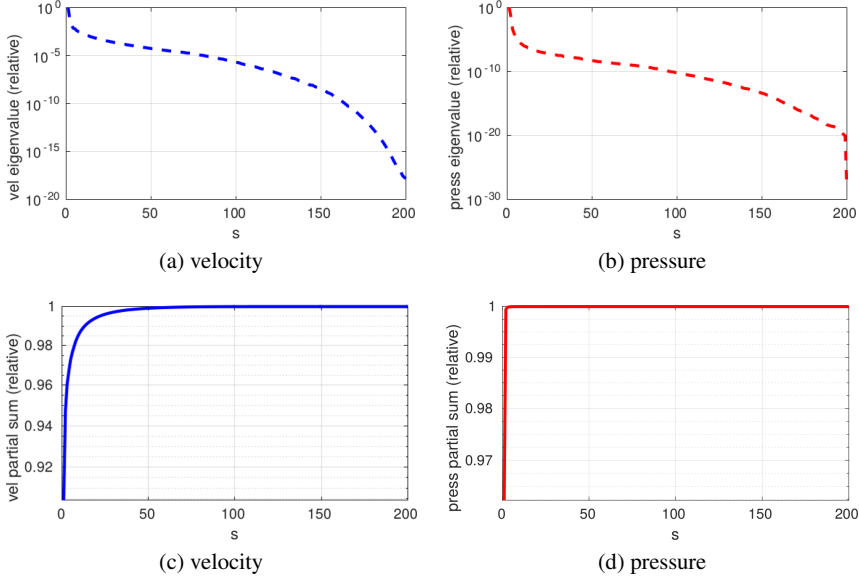 10^0
10^-5
10^-10
10^-15
10^-20
vel eigenvalue (relative)
0 50 100 150 200
s
(a) velocity
10^0
10^-10
10^-20
10^-30
press eigenvalue (relative)
0 50 100 150 200
s
(b) pressure
1
0.98
0.96
0.94
0.92
vel partial sum (relative)
0 50 100 150 200
s
(c) velocity
1
0.99
0.98
0.97
press partial sum (relative)
0 50 100 150 200
s
(d) pressure